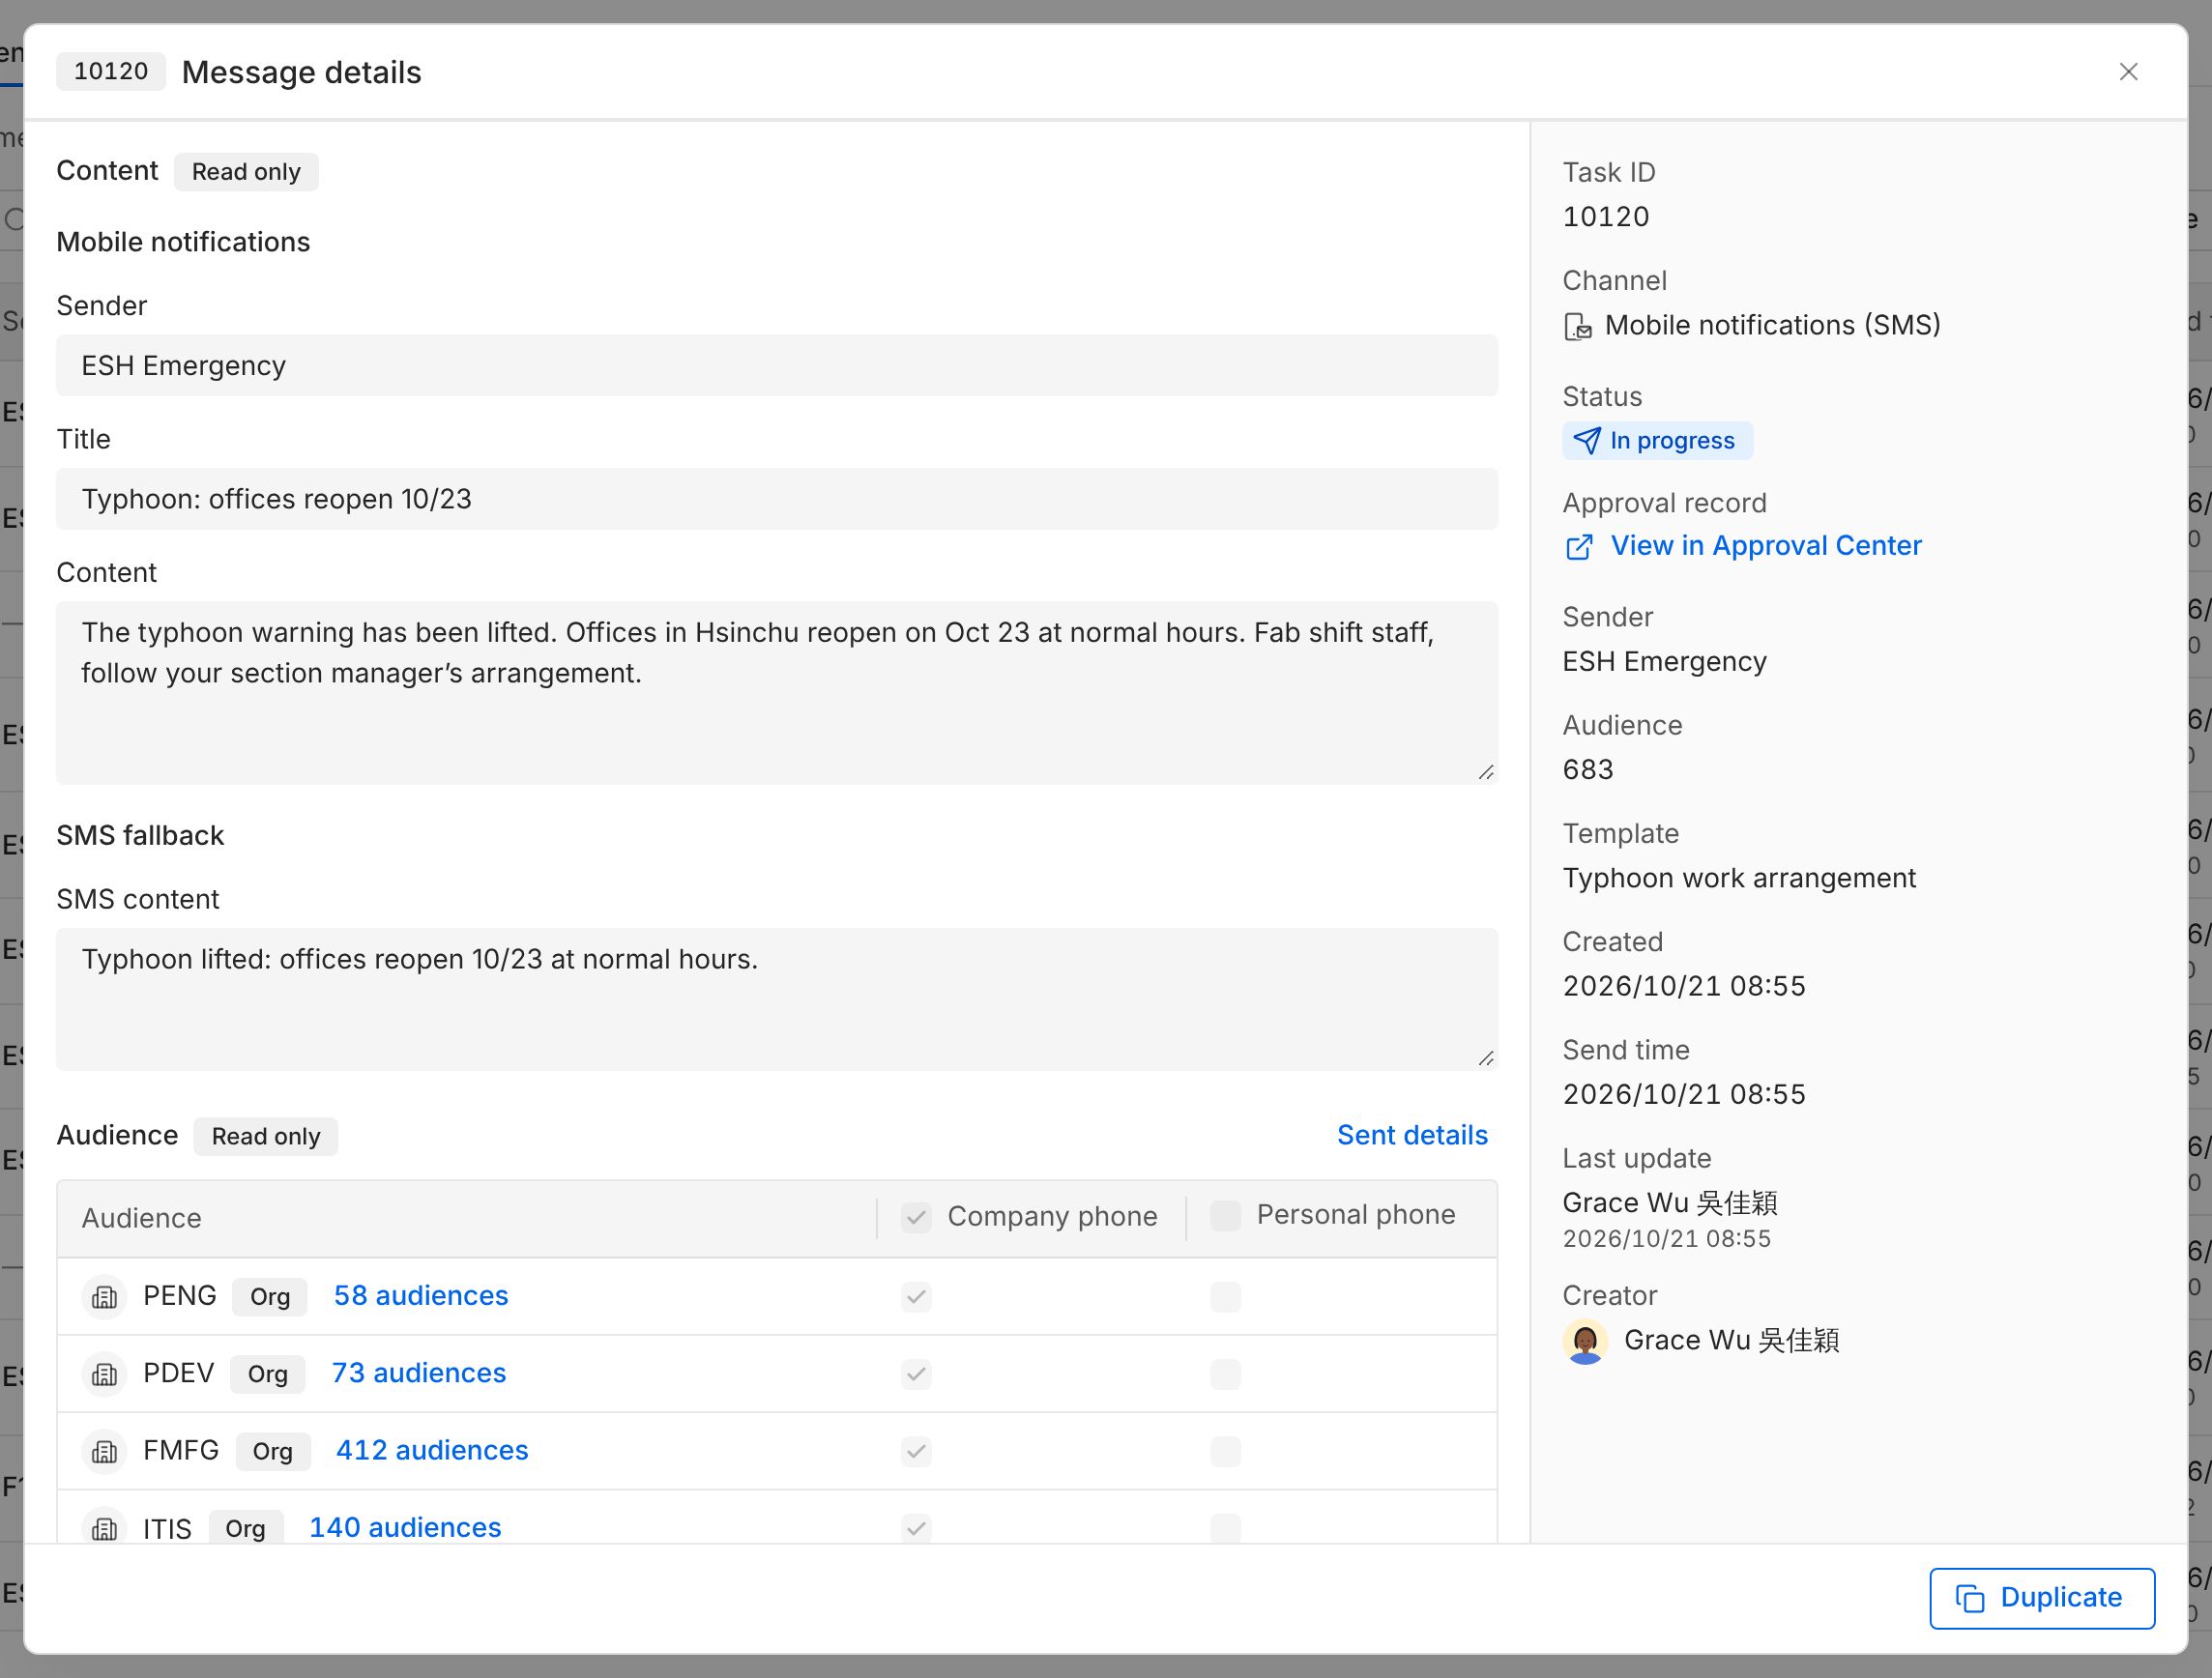 10120 Message details
Content Read only
Mobile notifications
Sender
ESH Emergency
Title
Typhoon: offices reopen 10/23
Content
The typhoon warning has been lifted. Offices in Hsinchu reopen on Oct 23 at normal hours. Fab shift staff,
follow your section manager’s arrangement.
SMS fallback
SMS content
Typhoon lifted: offices reopen 10/23 at normal hours.
Audience Read only Sent details
Audience Company phone Personal phone
PENG Org 58 audiences
PDEV Org 73 audiences
FMFG Org 412 audiences
ITIS Org 140 audiences
Task ID
10120
Channel
Mobile notifications (SMS)
Status
In progress
Approval record
View in Approval Center
Sender
ESH Emergency
Audience
683
Template
Typhoon work arrangement
Created
2026/10/21 08:55
Send time
2026/10/21 08:55
Last update
Grace Wu 吳佳穎
2026/10/21 08:55
Creator
Grace Wu 吳佳穎
Duplicate